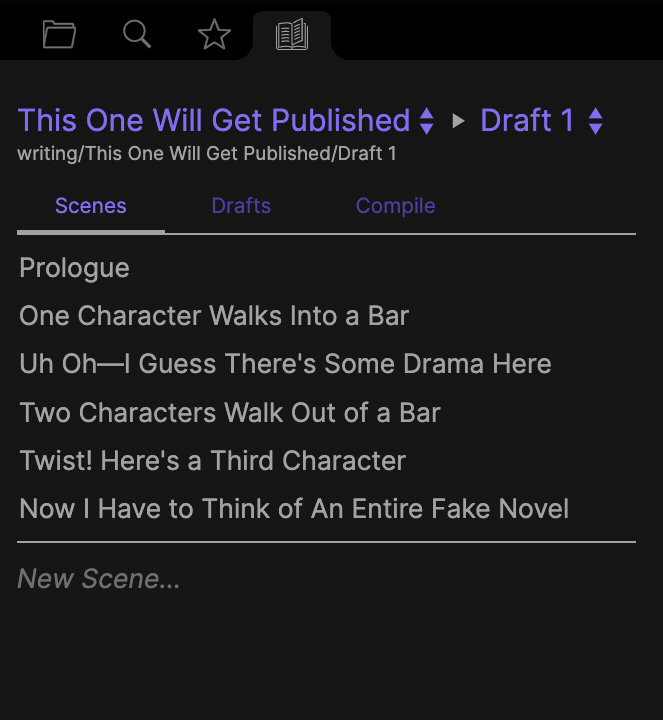 This One Will Get Published Draft 1
writing/This One Will Get Published/Draft 1
Scenes Drafts Compile
Prologue
One Character Walks Into a Bar
Uh Oh—I Guess There's Some Drama Here
Two Characters Walk Out of a Bar
Twist! Here's a Third Character
Now I Have to Think of An Entire Fake Novel
New Scene...